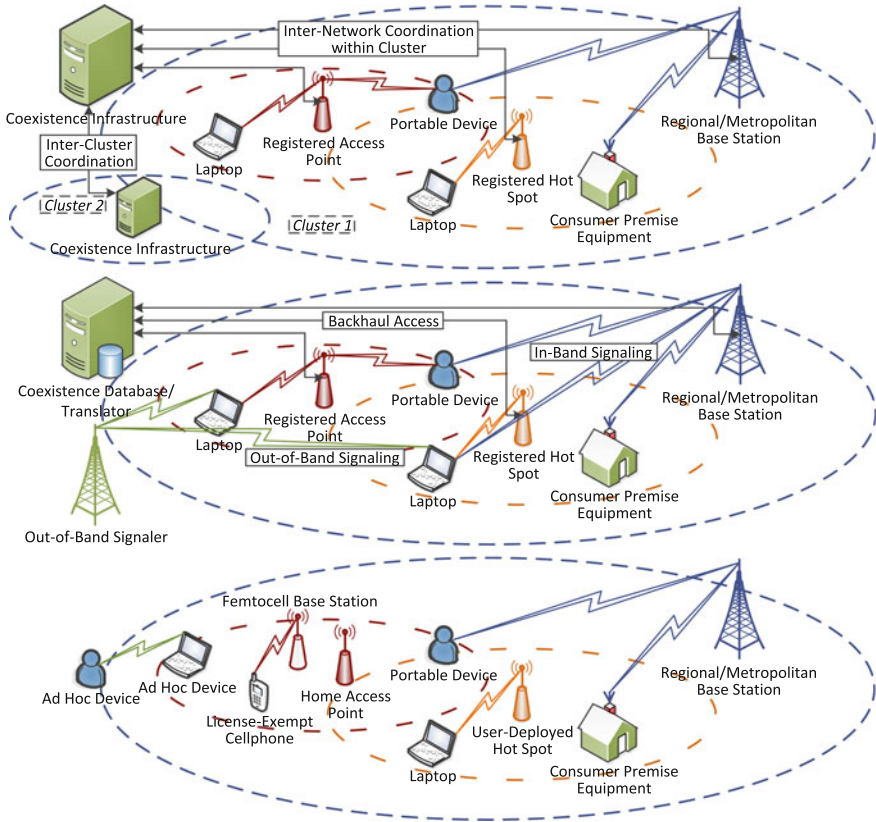 Inter-Network Coordination
within Cluster
Coexistence Infrastructure
Inter-Cluster
Coordination
Cluster 2
Coexistence Infrastructure
Cluster 1
Laptop
Registered Access
Point
Portable Device
Laptop
Registered Hot
Spot
Consumer Premise
Equipment
Regional/Metropolitan
Base Station
Backhaul Access
In-Band Signaling
Coexistence Database/
Translator
Laptop
Registered Access
Point
Portable Device
Out-of-Band Signaling
Laptop
Registered Hot
Spot
Consumer Premise
Equipment
Regional/Metropolitan
Base Station
Out-of-Band Signaler
Femtocell Base Station
Ad Hoc Device
Ad Hoc Device
License-Exempt
Cellphone
Home Access
Point
Portable Device
Laptop
User-Deployed
Hot Spot
Consumer Premise
Equipment
Regional/Metropolitan
Base Station